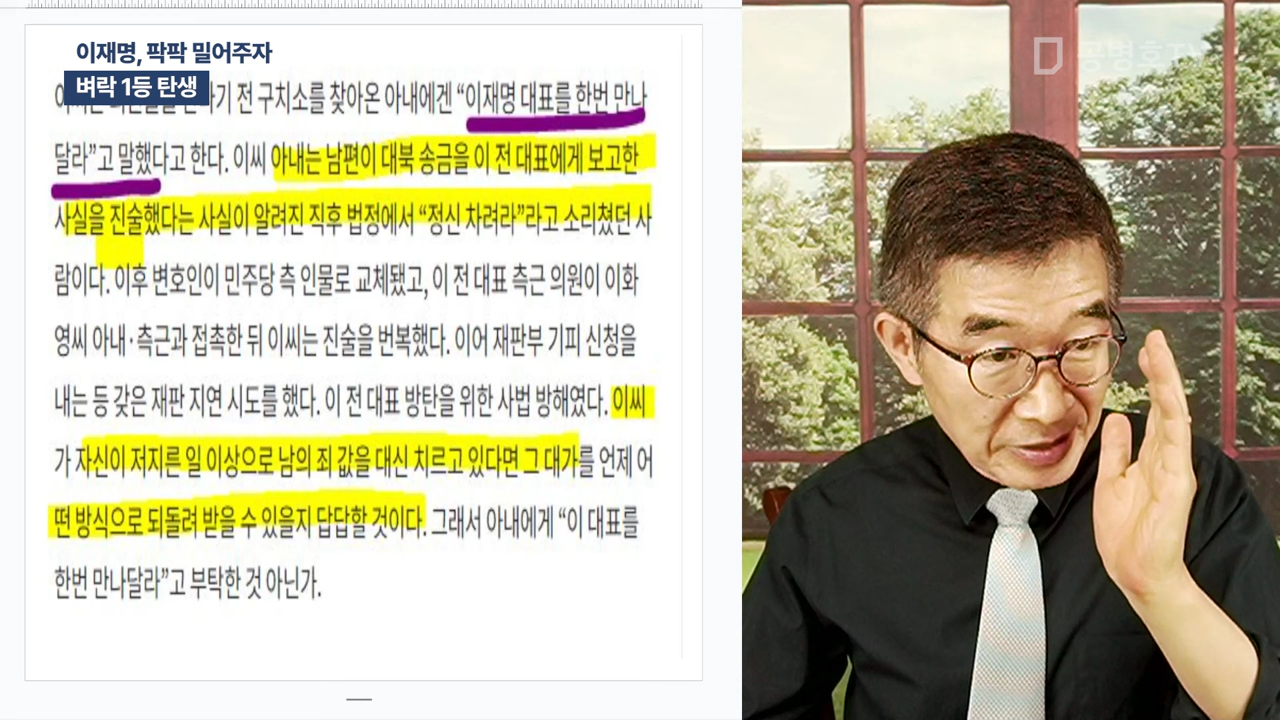 이재명, 팍팍 밀어주자
벼락 1등 탄생
기 전 구치소를 찾아온 아내에겐 “이재명 대표를 한번 만나
달라”고 말했다고 한다. 이씨 아내는 남편이 대북 송금을 이 전 대표에게 보고한
사실을 진술했다는 사실이 알려진 직후 법정에서 “정신 차려라”라고 소리쳤던 사
람이다. 이후 변호인이 민주당 측 인물로 교체됐고, 이 전 대표 측근 의원이 이화
영씨 아내·측근과 접촉한 뒤 이씨는 진술을 번복했다. 이어 재판부 기피 신청을
내는 등 갖은 재판 지연 시도를 했다. 이 전 대표 방탄을 위한 사법 방해였다. 이씨
가 자신이 저지른 일 이상으로 남의 죄 값을 대신 치르고 있다면 그 대가를 언제 어
떤 방식으로 되돌려 받을 수 있을지 답답할 것이다. 그래서 아내에게 “이 대표를
한번 만나달라”고 부탁한 것 아닌가.
공병호